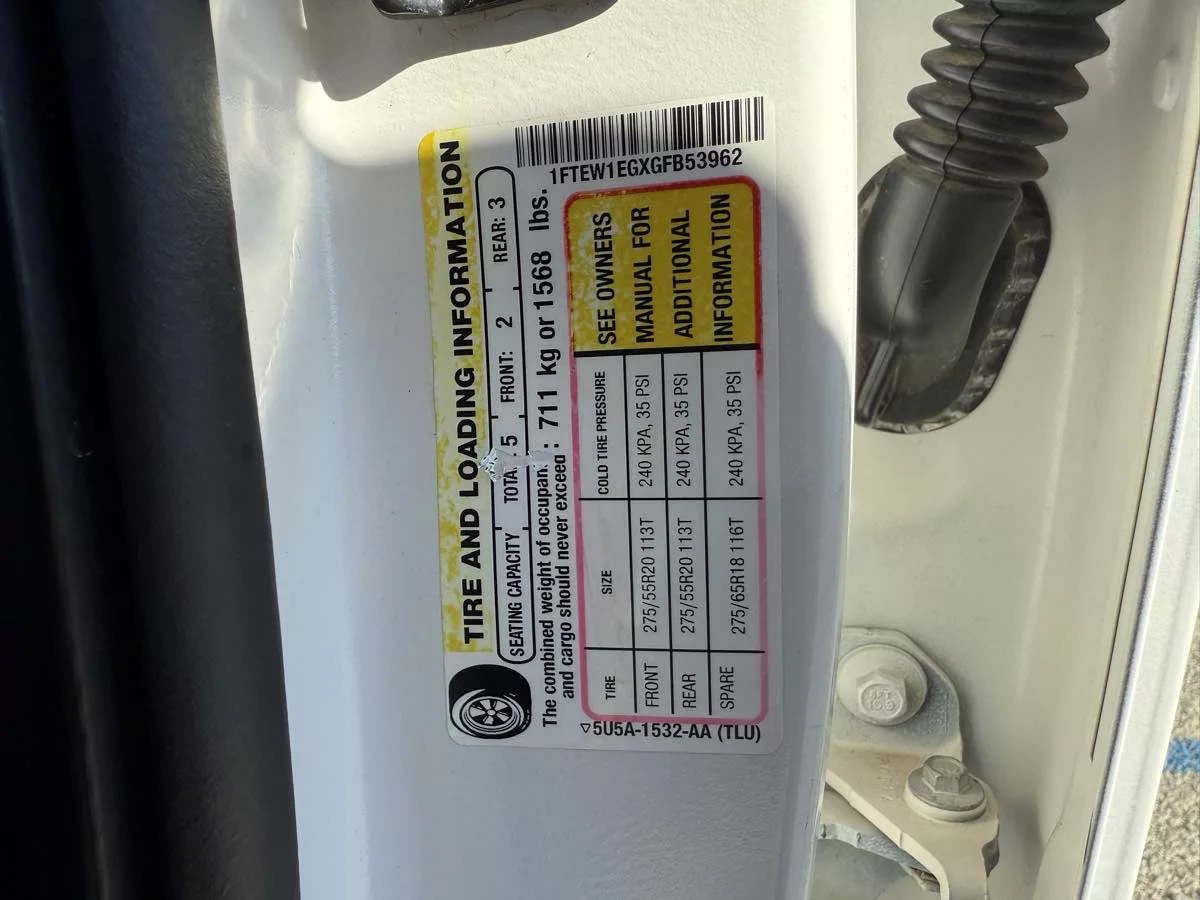 1FTEW1EGXGFB53962
TIRE AND LOADING INFORMATION
SEATING CAPACITY TOTAL 5 FRONT: 2 REAR: 3
The combined weight of occupants
and cargo should never exceed : 711 kg or 1568 lbs.
TIRE SIZE COLD TIRE PRESSURE
FRONT 275/55R20 113T 240 KPA, 35 PSI
REAR 275/55R20 113T 240 KPA, 35 PSI
SPARE 275/65R18 116T 240 KPA, 35 PSI
SEE OWNERS
MANUAL FOR
ADDITIONAL
INFORMATION
5U5A-1532-AA (TLU)